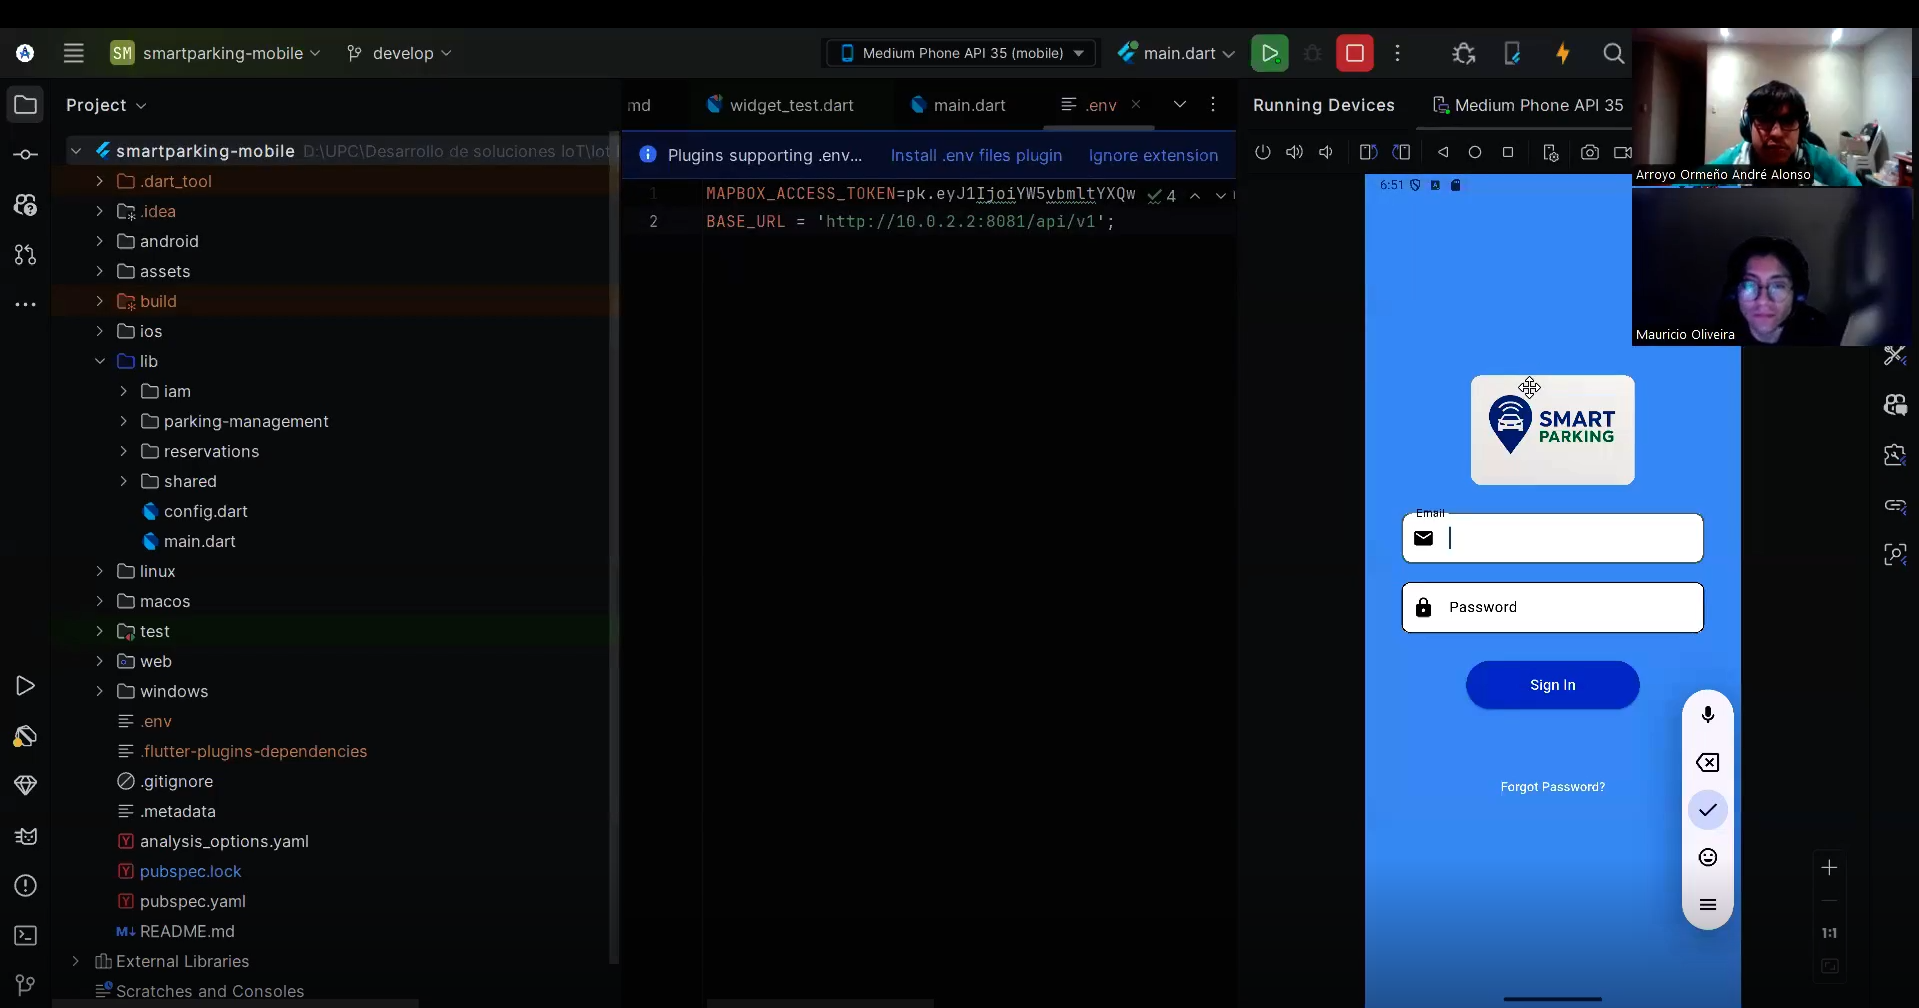 SM smartparking-mobile develop Medium Phone API 35 (mobile) main.dart
Project md widget_test.dart main.dart .env Running Devices Medium Phone API 35
smartparking-mobile D:\UPC\Desarrollo de soluciones IoT\Iot
Plugins supporting .env... Install .env files plugin Ignore extension
.dart_tool
.idea
android
assets
build
ios
lib
iam
parking-management
reservations
shared
config.dart
main.dart
linux
macos
test
web
windows
.env
.flutter-plugins-dependencies
.gitignore
.metadata
analysis_options.yaml
pubspec.lock
pubspec.yaml
README.md
External Libraries
Scratches and Consoles
1 MAPBOX_ACCESS_TOKEN=pk.eyJ1IjoiYW5vbmltYXQw 4
2 BASE_URL = 'http://10.0.2.2:8081/api/v1';
6:51
SMART
PARKING
Email
Password
Sign In
Forgot Password?
1:1
Arroyo Ormeño André Alonso
Mauricio Oliveira